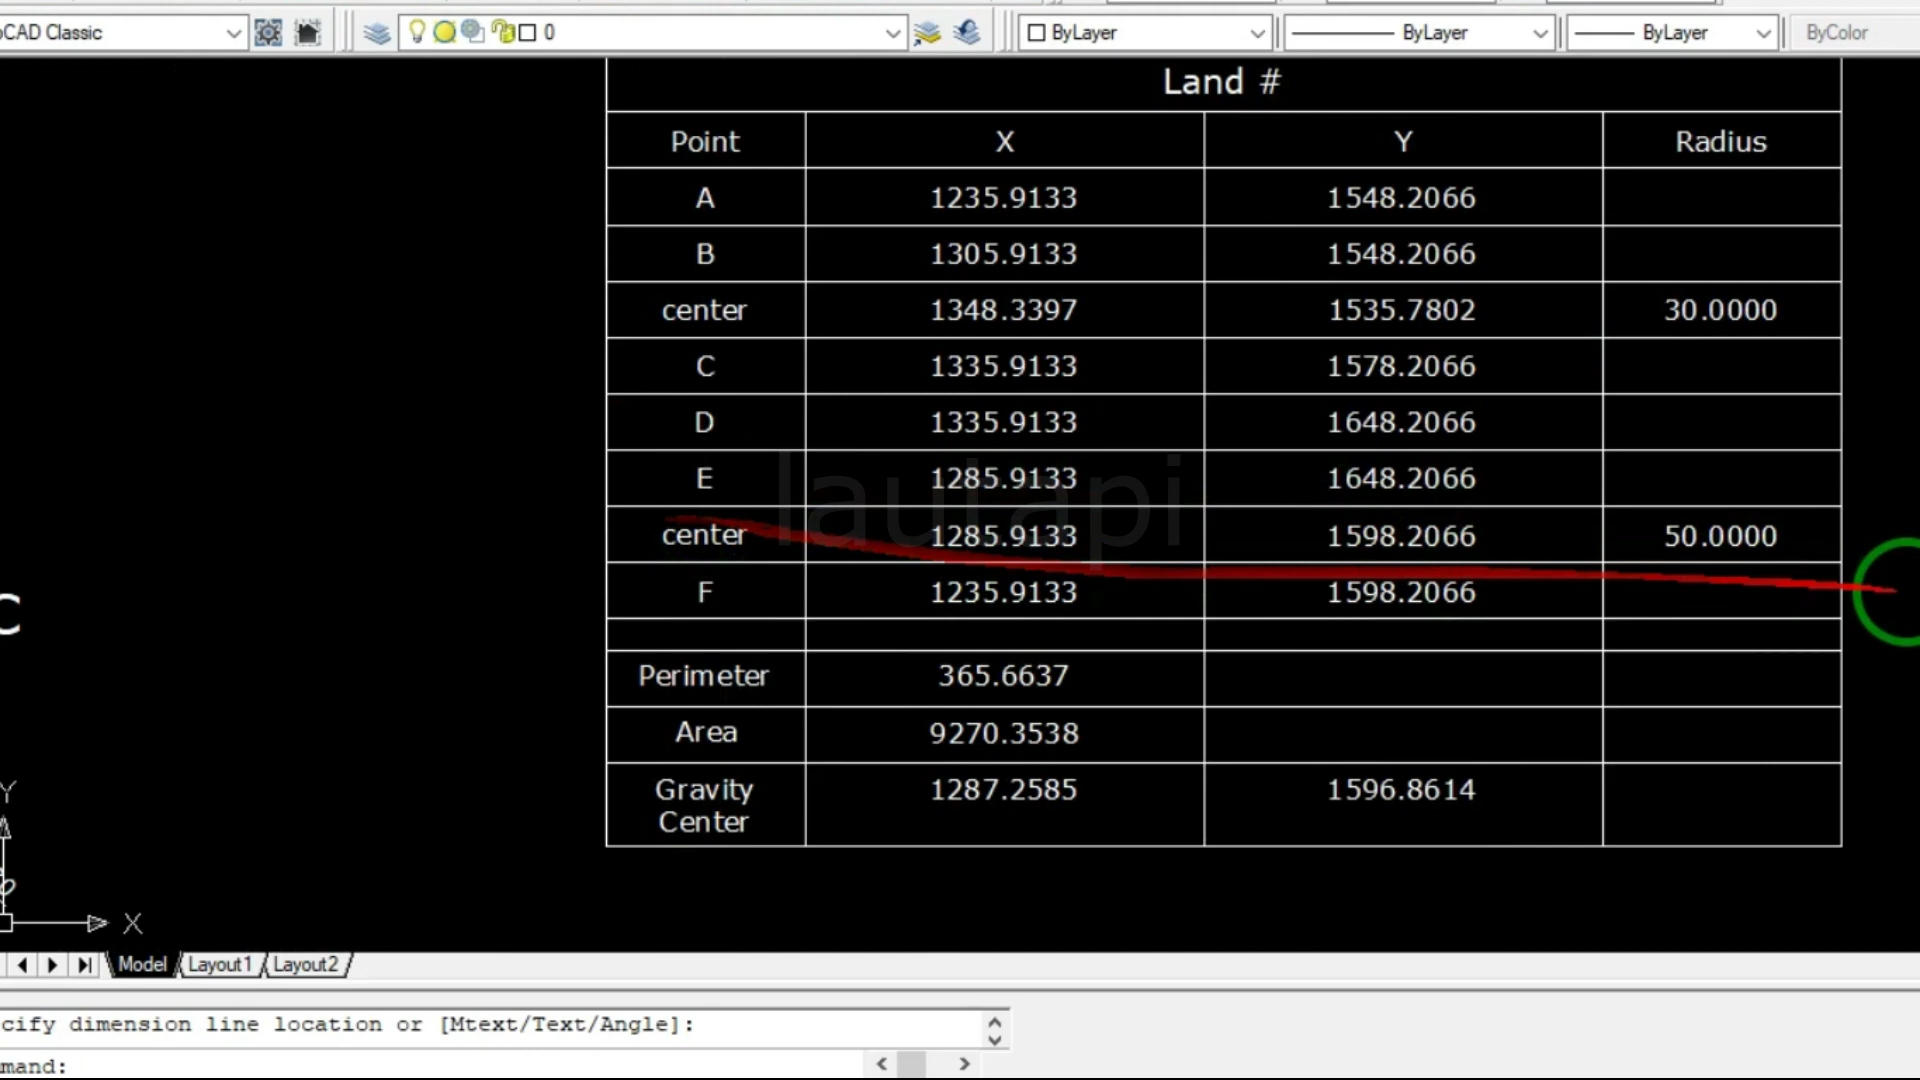 oCAD Classic 0 ByLayer ByLayer ByLayer ByColor
Land #
Point X Y Radius
A 1235.9133 1548.2066
B 1305.9133 1548.2066
center 1348.3397 1535.7802 30.0000
C 1335.9133 1578.2066
D 1335.9133 1648.2066
E 1285.9133 1648.2066
center 1285.9133 1598.2066 50.0000
F 1235.9133 1598.2066
Perimeter 365.6637
Area 9270.3538
Gravity 1287.2585 1596.8614
Center
C
Y
X
Model Layout1 Layout2
cify dimension line location or [Mtext/Text/Angle]:
mand: